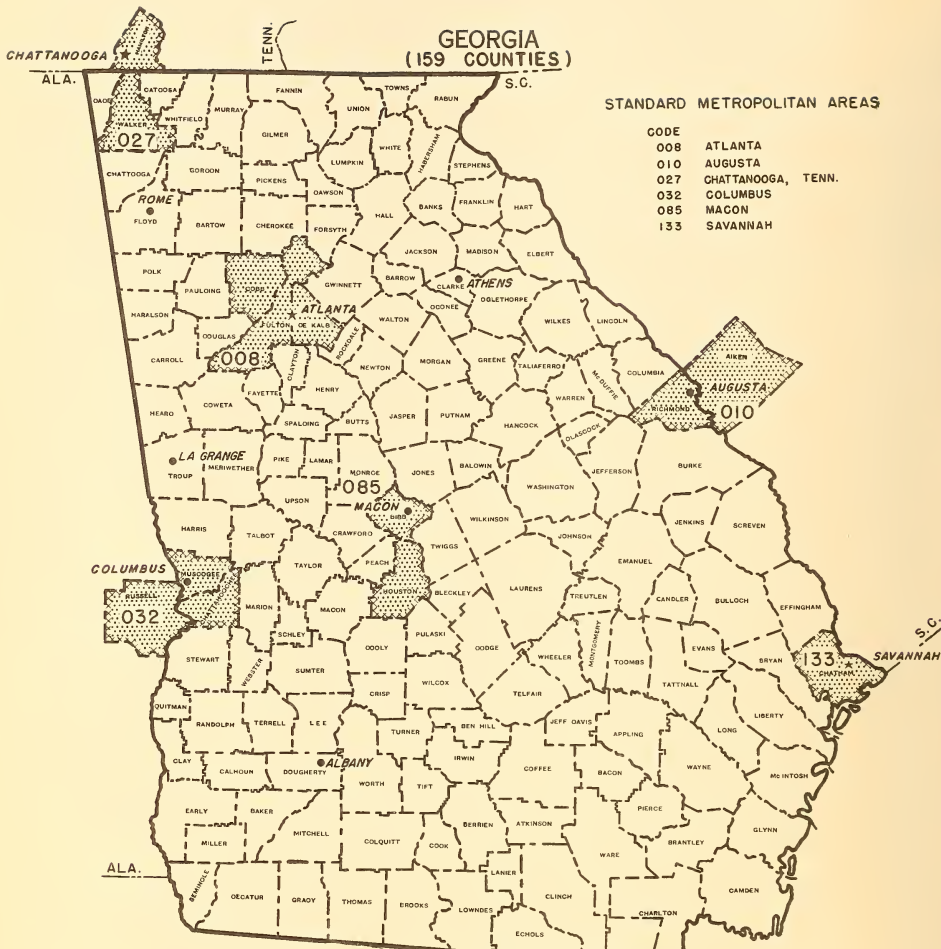 GEORGIA
(159 COUNTIES)
CHATTANOOGA
TENN.
ALA.
S.C.
STANDARD METROPOLITAN AREAS
CODE
008 ATLANTA
010 AUGUSTA
027 CHATTANOOGA, TENN.
032 COLUMBUS
085 MACON
133 SAVANNAH
CATOOSA
WALKER
027
WHITFIELD
MURRAY
FANNIN
UNION
TOWNS
RABUN
GILMER
LUMPKIN
WHITE
HABERSHAM
STEPHENS
CHATTOOGA
GORDON
PICKENS
DAWSON
HALL
BANKS
FRANKLIN
HART
ROME
FLOYD
BARTOW
CHEROKEE
FORSYTH
JACKSON
MADISON
ELBERT
POLK
PAULDING
COBB
GWINNETT
BARROW
CLARKE
ATHENS
OCONEE
OGLETHORPE
HARALSON
DOUGLAS
FULTON
DE KALB
ATLANTA
ROCKDALE
WALTON
WILKES
LINCOLN
CARROLL
008
CLAYTON
NEWTON
MORGAN
GREENE
TALIAFERRO
McDUFFIE
COLUMBIA
AIKEN
AUGUSTA
010
RICHMOND
WARREN
HEARD
COWETA
FAYETTE
HENRY
SPALDING
BUTTS
JASPER
PUTNAM
HANCOCK
GLASCOCK
LA GRANGE
TROUP
MERIWETHER
PIKE
LAMAR
MONROE
085
JONES
BALDWIN
WASHINGTON
JEFFERSON
BURKE
UPSON
MACON
BIBB
HARRIS
TALBOT
CRAWFORD
TWIGGS
WILKINSON
JOHNSON
JENKINS
SCREVEN
COLUMBUS
MUSCOGEE
CHATTAHOOCHEE
RUSSELL
032
TAYLOR
PEACH
HOUSTON
BLECKLEY
LAURENS
EMANUEL
TREUTLEN
CANDLER
BULLOCH
EFFINGHAM
MARION
MACON
SCHLEY
DOOLY
PULASKI
DODGE
WHEELER
MONTGOMERY
TOOMBS
EVANS
BRYAN
133
CHATHAM
S.C.
SAVANNAH
STEWART
WEBSTER
SUMTER
CRISP
WILCOX
TELFAIR
TATTNALL
LIBERTY
QUITMAN
RANDOLPH
TERRELL
LEE
TURNER
BEN HILL
JEFF DAVIS
APPLING
LONG
CLAY
CALHOUN
DOUGHERTY
ALBANY
WORTH
TIFT
IRWIN
COFFEE
BACON
WAYNE
McINTOSH
EARLY
BAKER
MILLER
MITCHELL
COLQUITT
COOK
BERRIEN
ATKINSON
PIERCE
WARE
BRANTLEY
GLYNN
ALA.
SEMINOLE
DECATUR
GRADY
THOMAS
BROOKS
LANIER
LOWNDES
CLINCH
ECHOLS
CHARLTON
CAMDEN